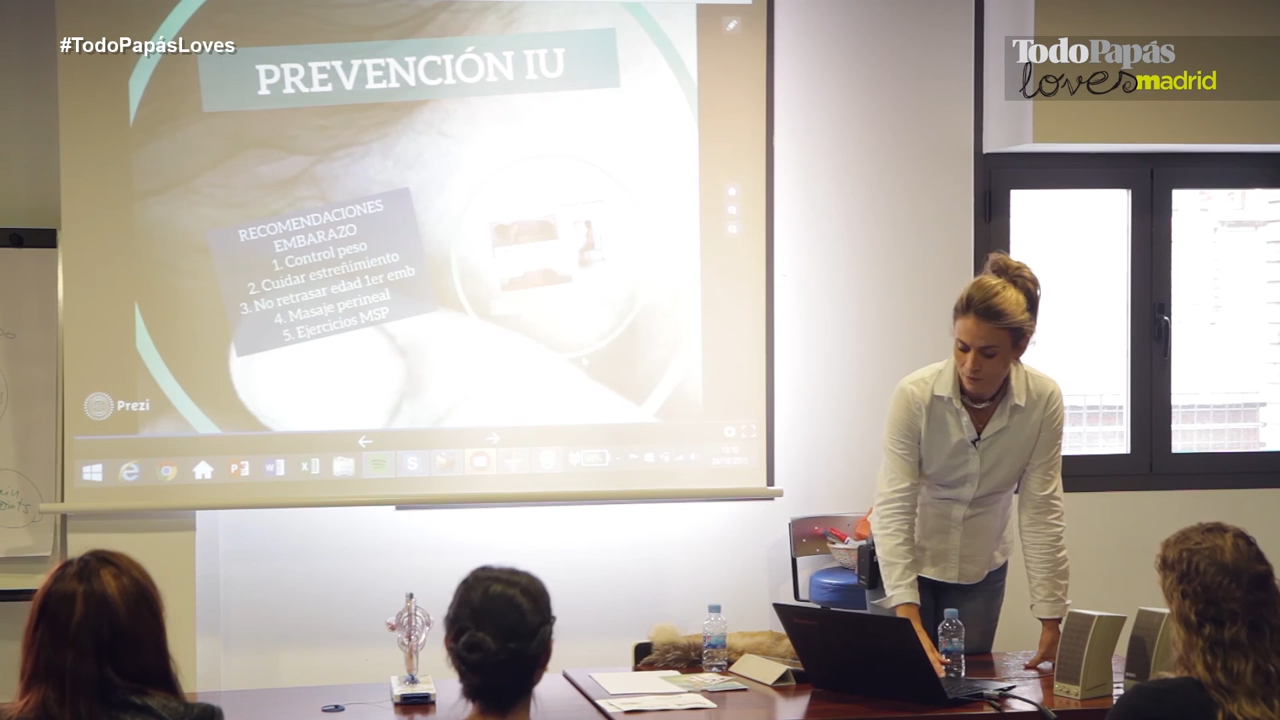 #TodoPapásLoves
TodoPapás
loves madrid
PREVENCIÓN IU
RECOMENDACIONES
EMBARAZO
1. Control peso
2. Cuidar estreñimiento
3. No retrasar edad 1er emb
4. Masaje perineal
5. Ejercicios MSP
Prezi